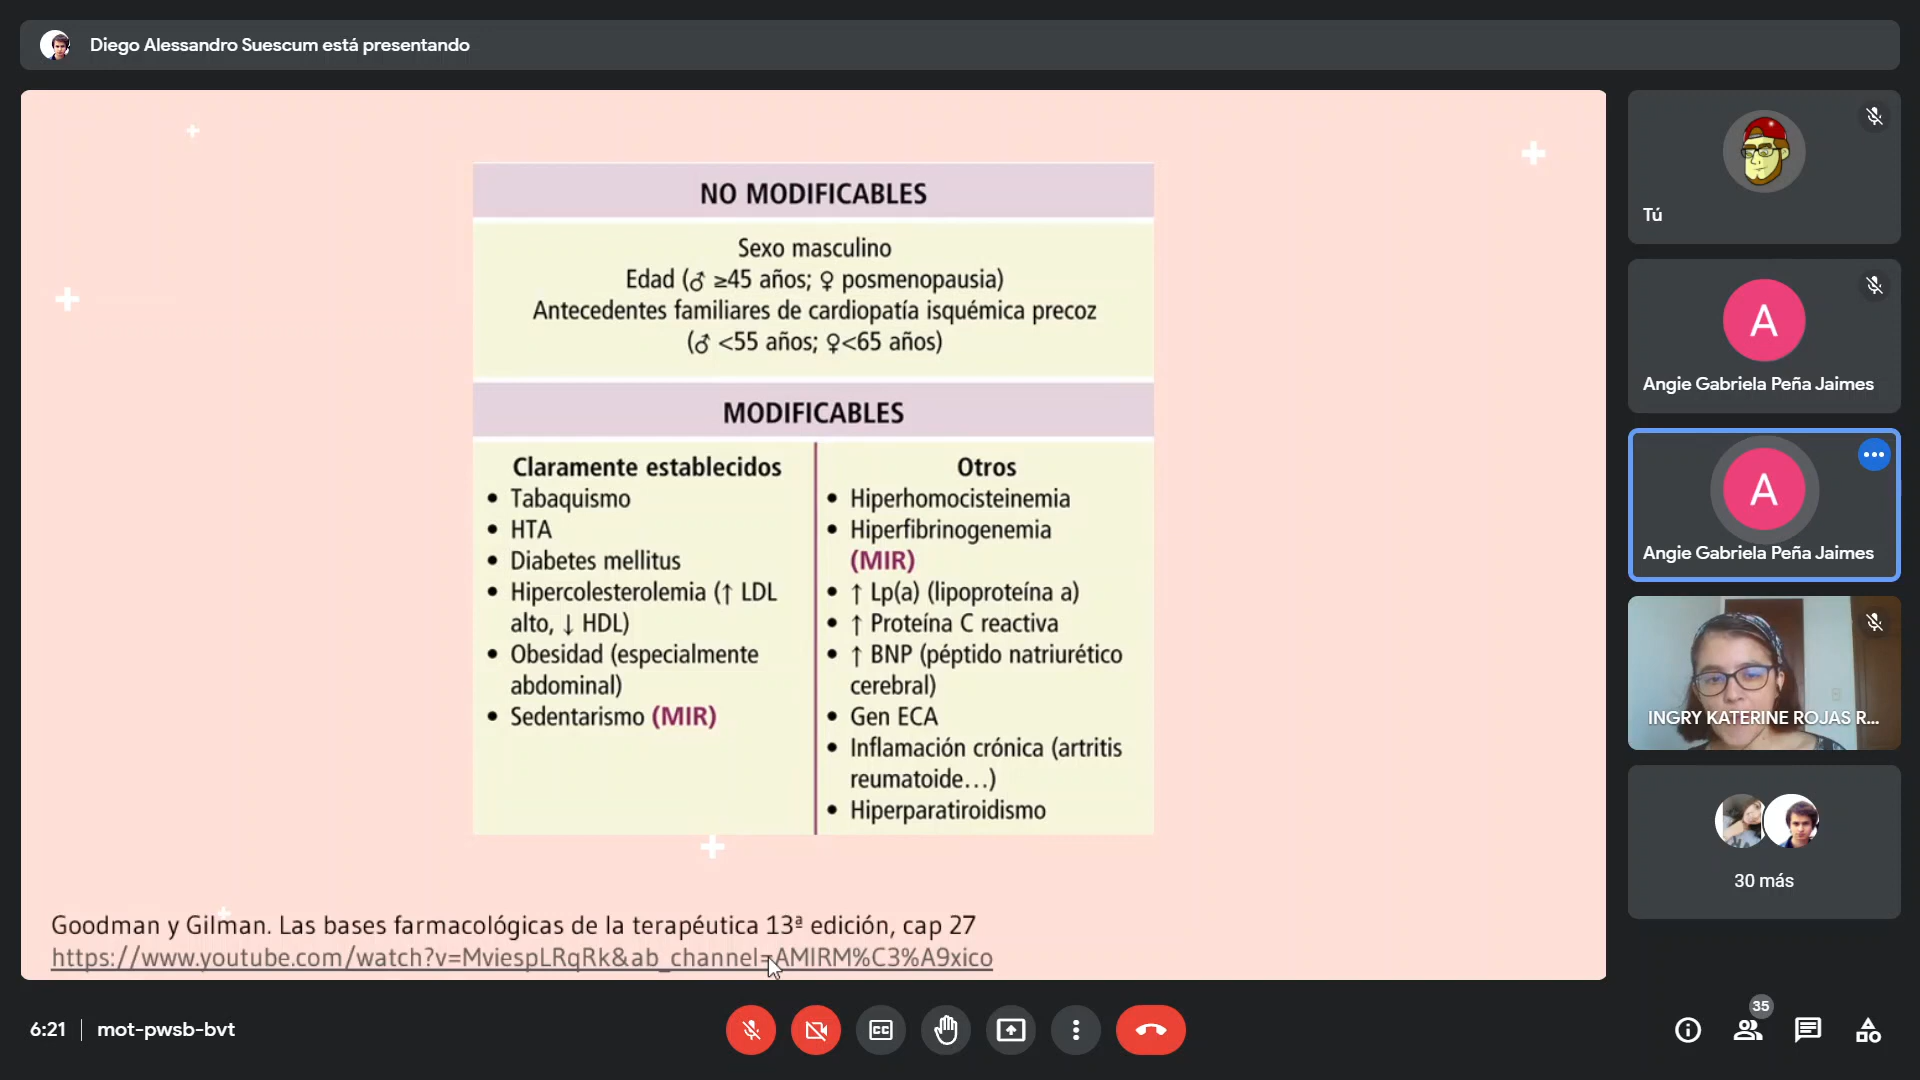 Diego Alessandro Suescum está presentando
NO MODIFICABLES
Sexo masculino
Edad (♂ ≥45 años; ♀ posmenopausia)
Antecedentes familiares de cardiopatía isquémica precoz
(♂ <55 años; ♀<65 años)
MODIFICABLES
Claramente establecidos
• Tabaquismo
• HTA
• Diabetes mellitus
• Hipercolesterolemia (↑ LDL
alto, ↓ HDL)
• Obesidad (especialmente
abdominal)
• Sedentarismo (MIR)
Otros
• Hiperhomocisteinemia
• Hiperfibrinogenemia
(MIR)
• ↑ Lp(a) (lipoproteína a)
• ↑ Proteína C reactiva
• ↑ BNP (péptido natriurético
cerebral)
• Gen ECA
• Inflamación crónica (artritis
reumatoide...)
• Hiperparatiroidismo
Goodman y Gilman. Las bases farmacológicas de la terapéutica 13ª edición, cap 27
https://www.youtube.com/watch?v=MviespLRqRk&ab_channel=AMIRM%C3%A9xico
Tú
A
Angie Gabriela Peña Jaimes
A
Angie Gabriela Peña Jaimes
INGRY KATERINE ROJAS R...
30 más
6:21 | mot-pwsb-bvt
CC
35